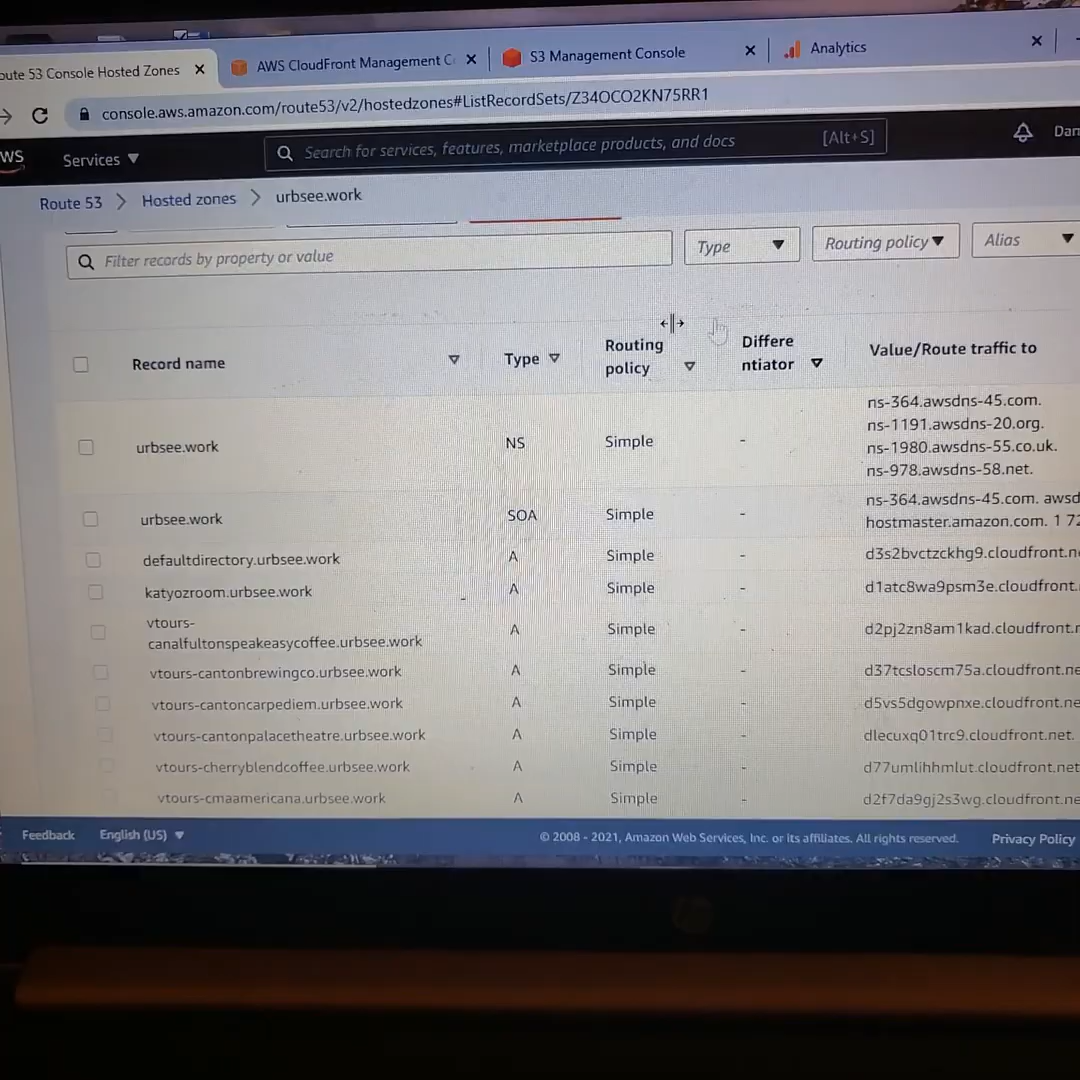 oute 53 Console Hosted Zones
AWS CloudFront Management C
S3 Management Console
Analytics
console.aws.amazon.com/route53/v2/hostedzones#ListRecordSets/Z34OCO2KN75RR1
WS
Services
Search for services, features, marketplace products, and docs
[Alt+S]
Dan
Route 53 > Hosted zones > urbsee.work
Filter records by property or value
Type
Routing policy
Alias
Record name
Type
Routing
policy
Differe
ntiator
Value/Route traffic to
urbsee.work NS Simple -
ns-364.awsdns-45.com.
ns-1191.awsdns-20.org.
ns-1980.awsdns-55.co.uk.
ns-978.awsdns-58.net.
urbsee.work SOA Simple -
ns-364.awsdns-45.com. awsd
hostmaster.amazon.com. 1 72
defaultdirectory.urbsee.work A Simple - d3s2bvctzckhg9.cloudfront.ne
katyozroom.urbsee.work A Simple - d1atc8wa9psm3e.cloudfront.
vtours-
canalfultonspeakeasycoffee.urbsee.work A Simple - d2pj2zn8am1kad.cloudfront.n
vtours-cantonbrewingco.urbsee.work A Simple - d37tcsloscm75a.cloudfront.ne
vtours-cantoncarpediem.urbsee.work A Simple - d5vs5dgowpnxe.cloudfront.ne
vtours-cantonpalacetheatre.urbsee.work A Simple - dlecuxq01trc9.cloudfront.net.
vtours-cherryblendcoffee.urbsee.work A Simple - d77umlihhmlut.cloudfront.net
vtours-cmaamericana.urbsee.work A Simple - d2f7da9gj2s3wg.cloudfront.ne
Feedback English (US) © 2008 - 2021, Amazon Web Services, Inc. or its affiliates. All rights reserved. Privacy Policy